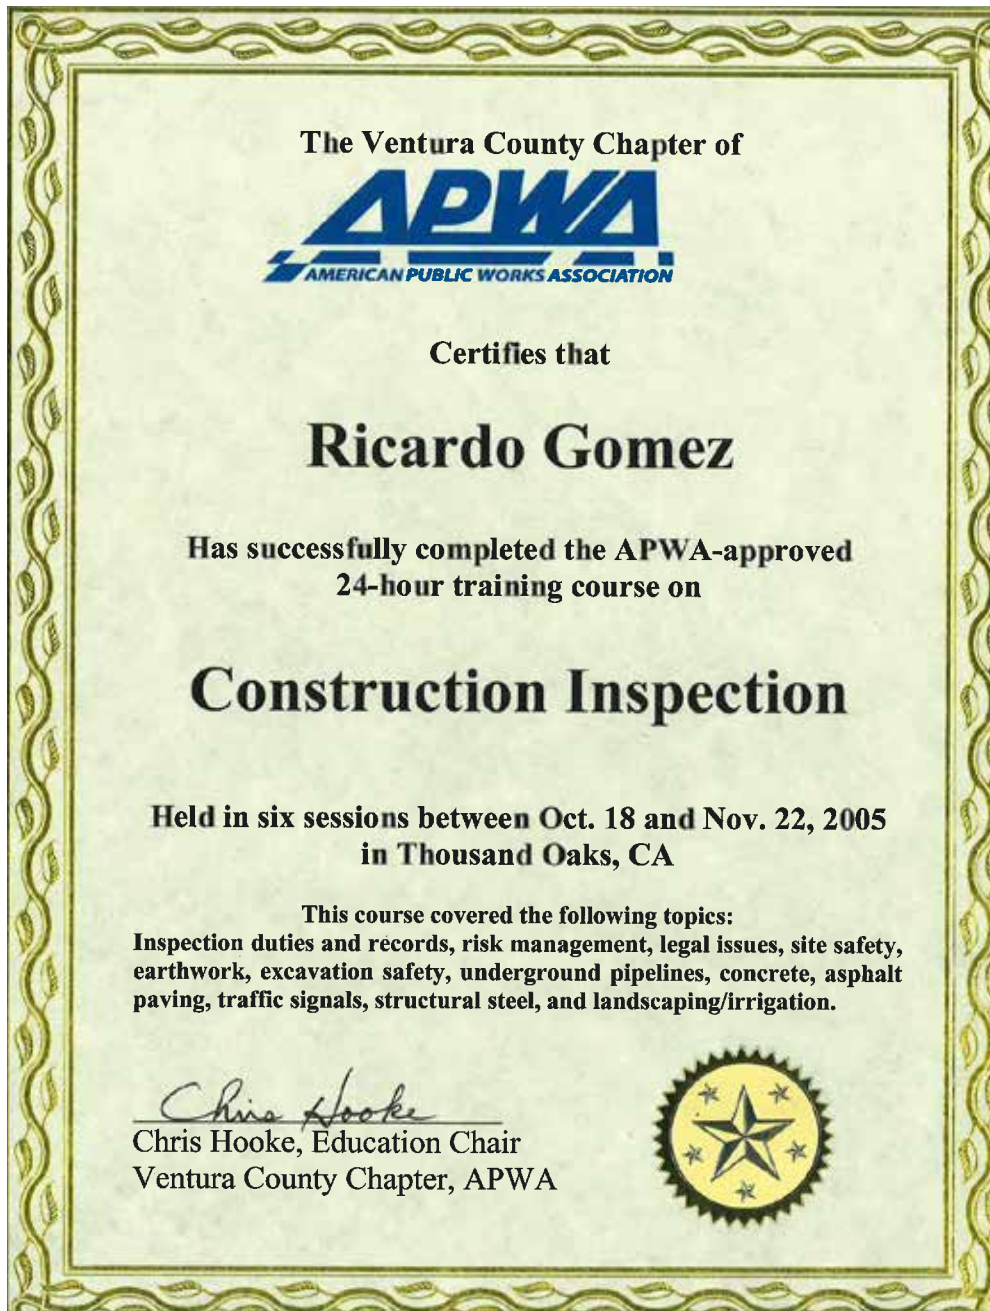 The Ventura County Chapter of
APWA
AMERICAN PUBLIC WORKS ASSOCIATION
Certifies that
Ricardo Gomez
Has successfully completed the APWA-approved
24-hour training course on
Construction Inspection
Held in six sessions between Oct. 18 and Nov. 22, 2005
in Thousand Oaks, CA
This course covered the following topics:
Inspection duties and records, risk management, legal issues, site safety,
earthwork, excavation safety, underground pipelines, concrete, asphalt
paving, traffic signals, structural steel, and landscaping/irrigation.
Chris Hooke
Chris Hooke, Education Chair
Ventura County Chapter, APWA